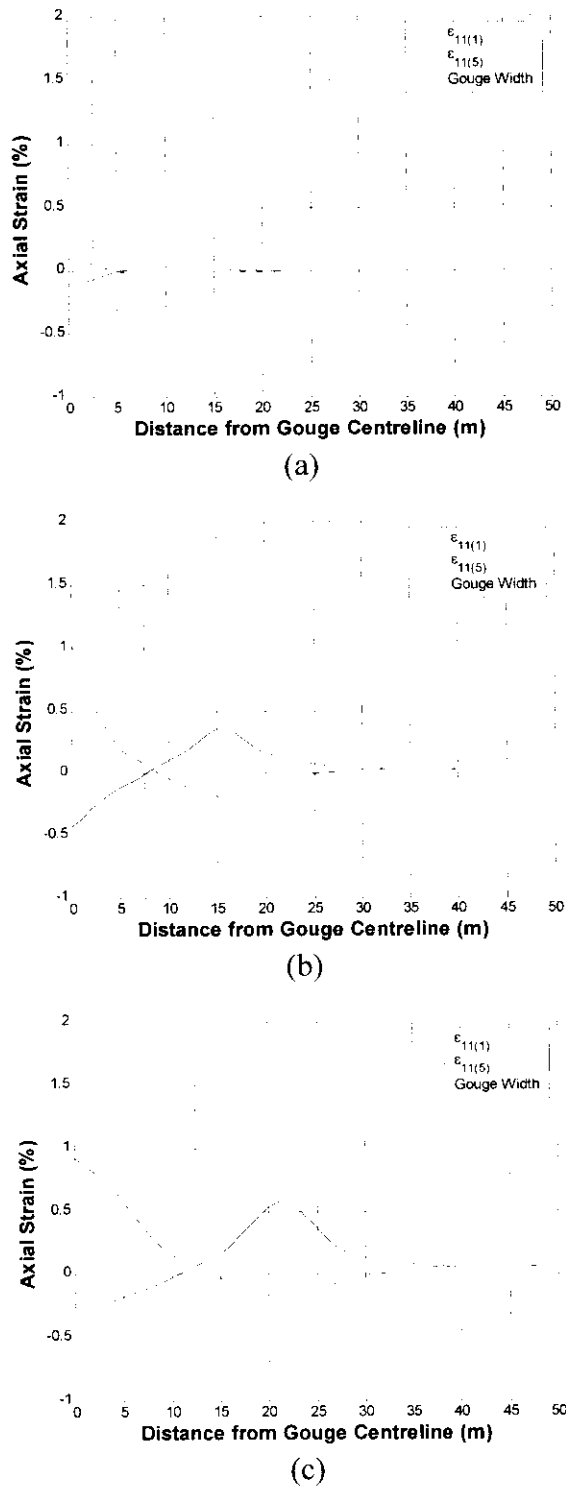 2
1.5
1
0.5
0
-0.5
-1
Axial Strain (%)
ε11(1)
ε11(5)
Gouge Width
0 5 10 15 20 25 30 35 40 45 50
Distance from Gouge Centreline (m)
(a)
2
1.5
1
0.5
0
-0.5
-1
Axial Strain (%)
ε11(1)
ε11(5)
Gouge Width
0 5 10 15 20 25 30 35 40 45 50
Distance from Gouge Centreline (m)
(b)
2
1.5
1
0.5
0
-0.5
-1
Axial Strain (%)
ε11(1)
ε11(5)
Gouge Width
0 5 10 15 20 25 30 35 40 45 50
Distance from Gouge Centreline (m)
(c)